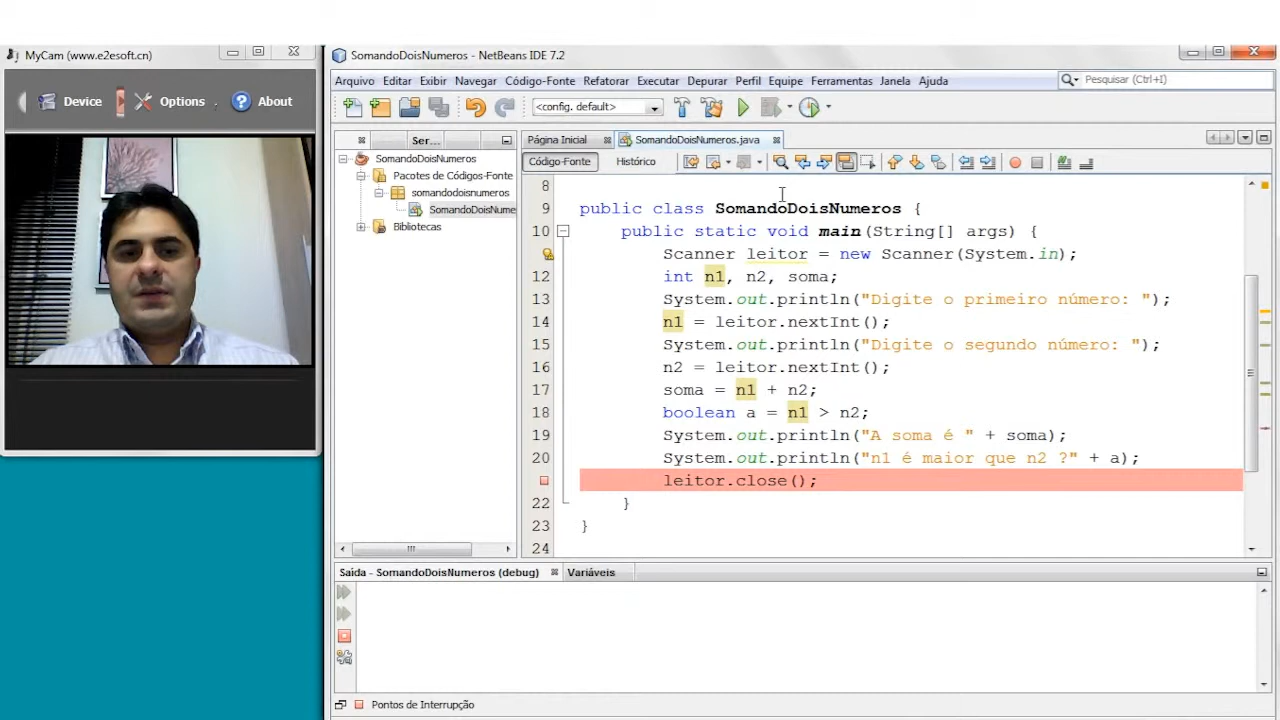 MyCam (www.e2esoft.cn)
Device
Options
About
SomandoDoisNumeros - NetBeans IDE 7.2
Arquivo Editar Exibir Navegar Código-Fonte Refatorar Executar Depurar Perfil Equipe Ferramentas Janela Ajuda
Pesquisar (Ctrl+I)
<config. default>
Ser...
Página Inicial
SomandoDoisNumeros.java
Código-Fonte
Histórico
SomandoDoisNumeros
Pacotes de Códigos-Fonte
somandodoisnumeros
SomandoDoisNume
Bibliotecas
8
9 public class SomandoDoisNumeros {
10 public static void main(String[] args) {
Scanner leitor = new Scanner(System.in);
12 int n1, n2, soma;
13 System.out.println("Digite o primeiro número: ");
14 n1 = leitor.nextInt();
15 System.out.println("Digite o segundo número: ");
16 n2 = leitor.nextInt();
17 soma = n1 + n2;
18 boolean a = n1 > n2;
19 System.out.println("A soma é " + soma);
20 System.out.println("n1 é maior que n2 ?" + a);
leitor.close();
22 }
23 }
24
Saída - SomandoDoisNumeros (debug)
Variáveis
Pontos de Interrupção